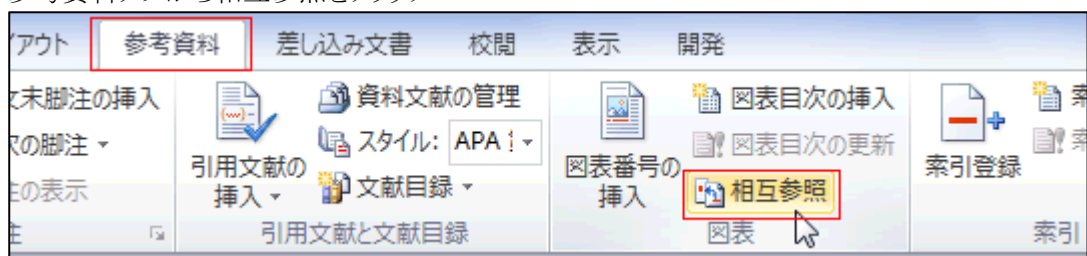 アウト 参考資料 差し込み文書 校閲 表示 開発
文末脚注の挿入
次の脚注
の表示
引用文献の
挿入
資料文献の管理
スタイル: APA
文献目録
引用文献と文献目録
図表番号の
挿入
図表目次の挿入
図表目次の更新
相互参照
図表
索引登録
索引